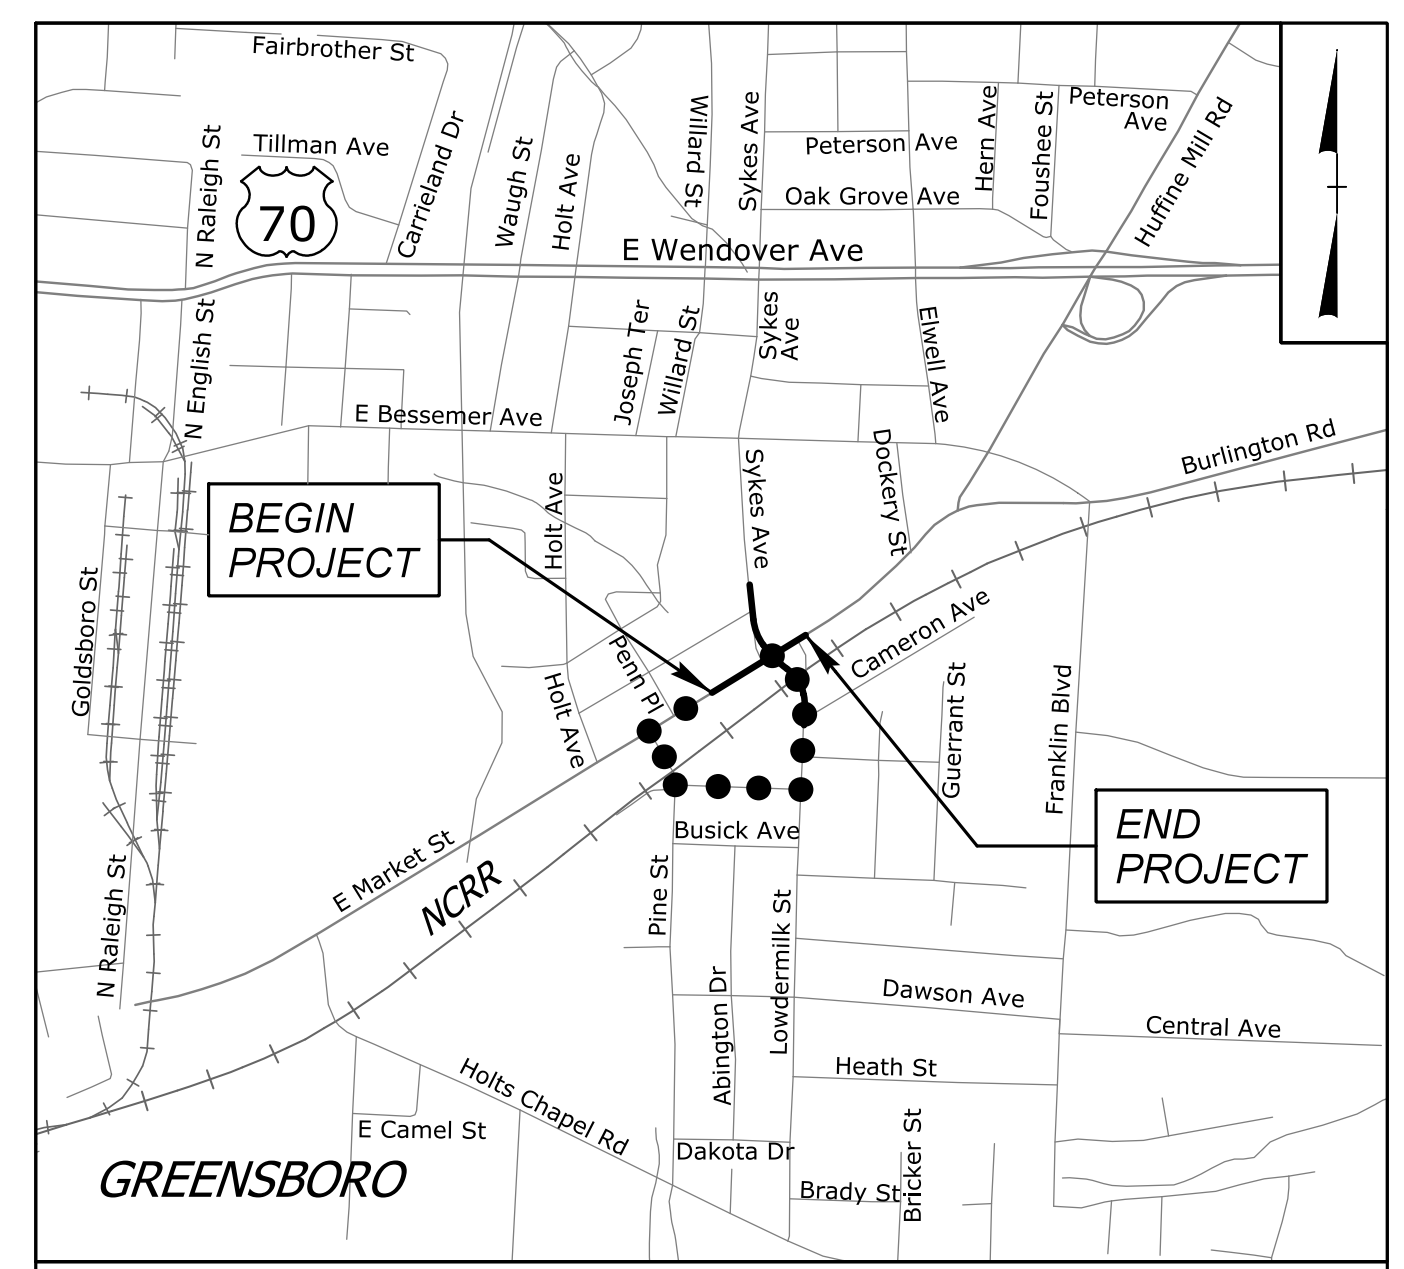 Fairbrother St
Tillman Ave
N Raleigh St
70
Carrieland Dr
Waugh St
Holt Ave
Willard St
Sykes Ave
Peterson Ave
Oak Grove Ave
Hern Ave
Foushee St
Peterson
Ave
Huffine Mill Rd
E Wendover Ave
N English St
Joseph Ter
Willard St
Sykes
Ave
Elwell Ave
E Bessemer Ave
Burlington Rd
BEGIN
PROJECT
Holt Ave
Sykes Ave
Dockery St
Goldsboro St
Penn Pl
Holt Ave
Cameron Ave
Guerrant St
Franklin Blvd
END
PROJECT
Busick Ave
E Market St
NCRR
N Raleigh St
Pine St
Lowdermilk St
Abington Dr
Dawson Ave
Central Ave
Heath St
Holts Chapel Rd
E Camel St
Dakota Dr
Brady St
Bricker St
GREENSBORO